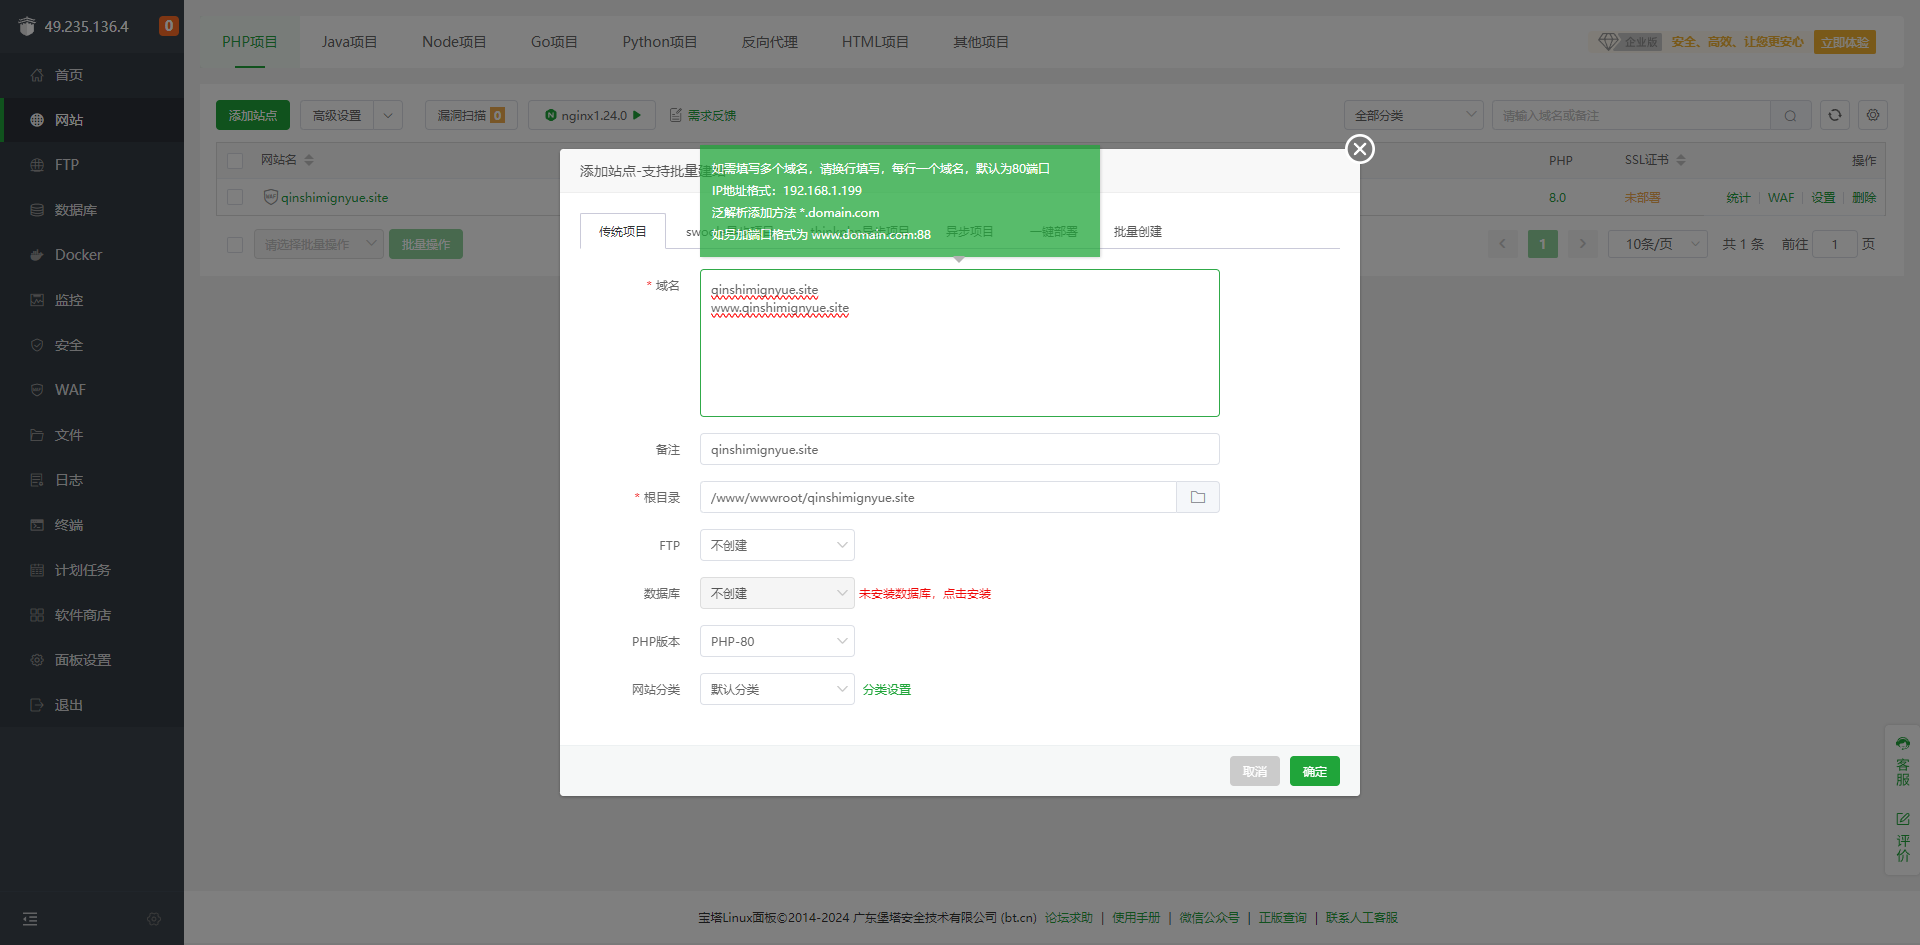 49.235.136.4
0
首页
网站
FTP
数据库
Docker
监控
安全
WAF
文件
日志
终端
计划任务
软件商店
面板设置
退出
PHP项目 Java项目 Node项目 Go项目 Python项目 反向代理 HTML项目 其他项目
企业版 安全、高效、让您更安心 立即体验
添加站点 高级设置 漏洞扫描 0 nginx1.24.0 需求反馈 全部分类 请输入域名或备注
网站名 PHP SSL证书 操作
qinshimignyue.site 8.0 未部署 统计 WAF 设置 删除
请选择批量操作 批量操作 1 10条/页 共 1 条 前往 1 页
添加站点-支持批量建站
如需填写多个域名，请换行填写，每行一个域名，默认为80端口
IP地址格式：192.168.1.199
泛解析添加方法 *.domain.com
如另加端口格式为 www.domain.com:88
传统项目 异步项目 一键部署 批量创建
* 域名
qinshimignyue.site
www.qinshimignyue.site
备注 qinshimignyue.site
* 根目录 /www/wwwroot/qinshimignyue.site
FTP 不创建
数据库 不创建 未安装数据库，点击安装
PHP版本 PHP-80
网站分类 默认分类 分类设置
取消 确定
客服
评价
宝塔Linux面板©2014-2024 广东堡塔安全技术有限公司 (bt.cn) 论坛求助 | 使用手册 | 微信公众号 | 正版查询 | 联系人工客服